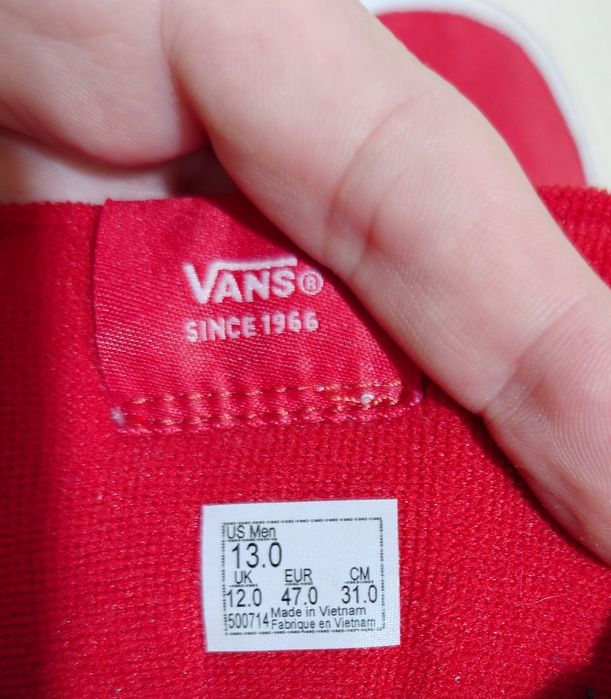 VANS®
SINCE 1966
US Men
13.0
UK EUR CM
12.0 47.0 31.0
500714 Made in Vietnam
Fabrique en Vietnam